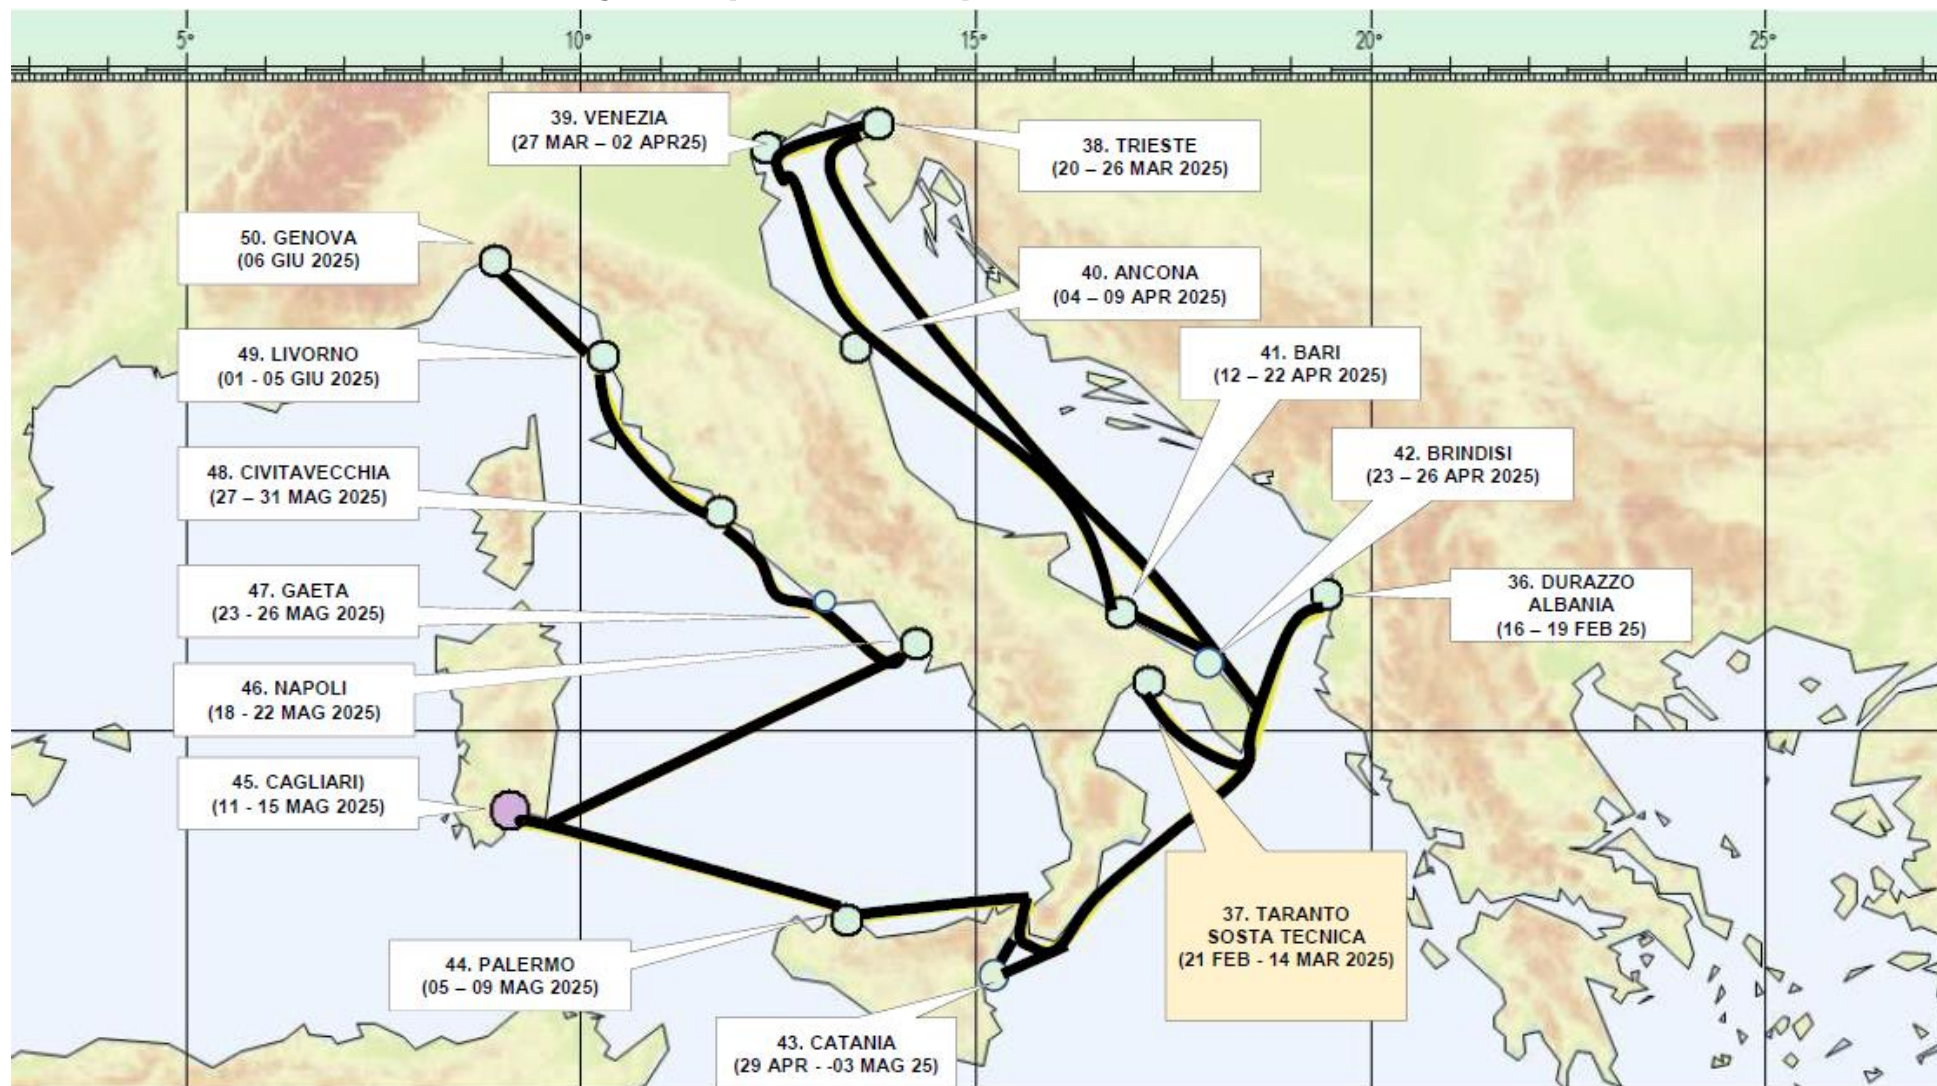 5°
10°
15°
20°
25°
39. VENEZIA
(27 MAR – 02 APR25)
38. TRIESTE
(20 – 26 MAR 2025)
50. GENOVA
(06 GIU 2025)
40. ANCONA
(04 – 09 APR 2025)
49. LIVORNO
(01 - 05 GIU 2025)
41. BARI
(12 – 22 APR 2025)
42. BRINDISI
(23 – 26 APR 2025)
48. CIVITAVECCHIA
(27 – 31 MAG 2025)
47. GAETA
(23 - 26 MAG 2025)
36. DURAZZO
ALBANIA
(16 – 19 FEB 25)
46. NAPOLI
(18 - 22 MAG 2025)
45. CAGLIARI)
(11 - 15 MAG 2025)
37. TARANTO
SOSTA TECNICA
(21 FEB - 14 MAR 2025)
44. PALERMO
(05 – 09 MAG 2025)
43. CATANIA
(29 APR - -03 MAG 25)